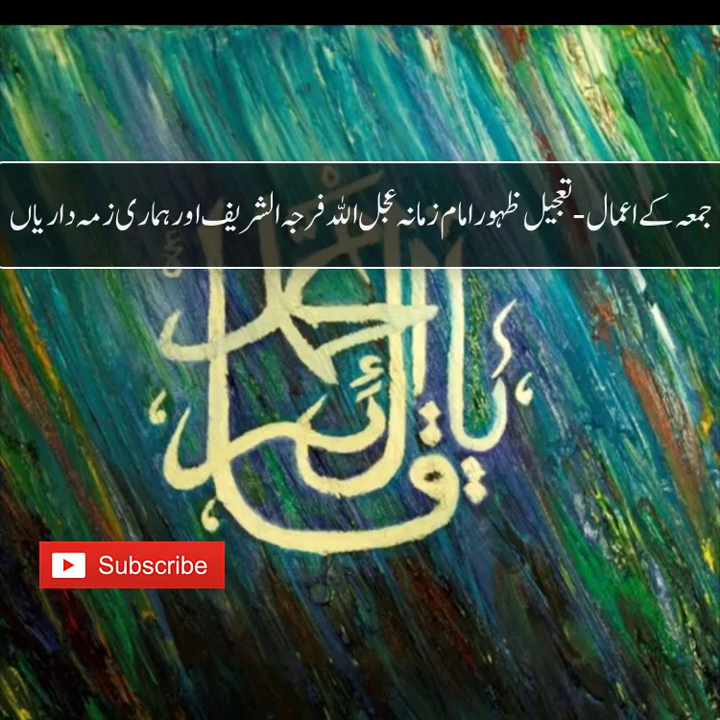 جمعہ کے اعمال - تعجیل ظہور امام زمانہ عجل اللہ فرجہ الشریف اور ہماری زمہ داریاں
یا قائم آل محمد
Subscribe